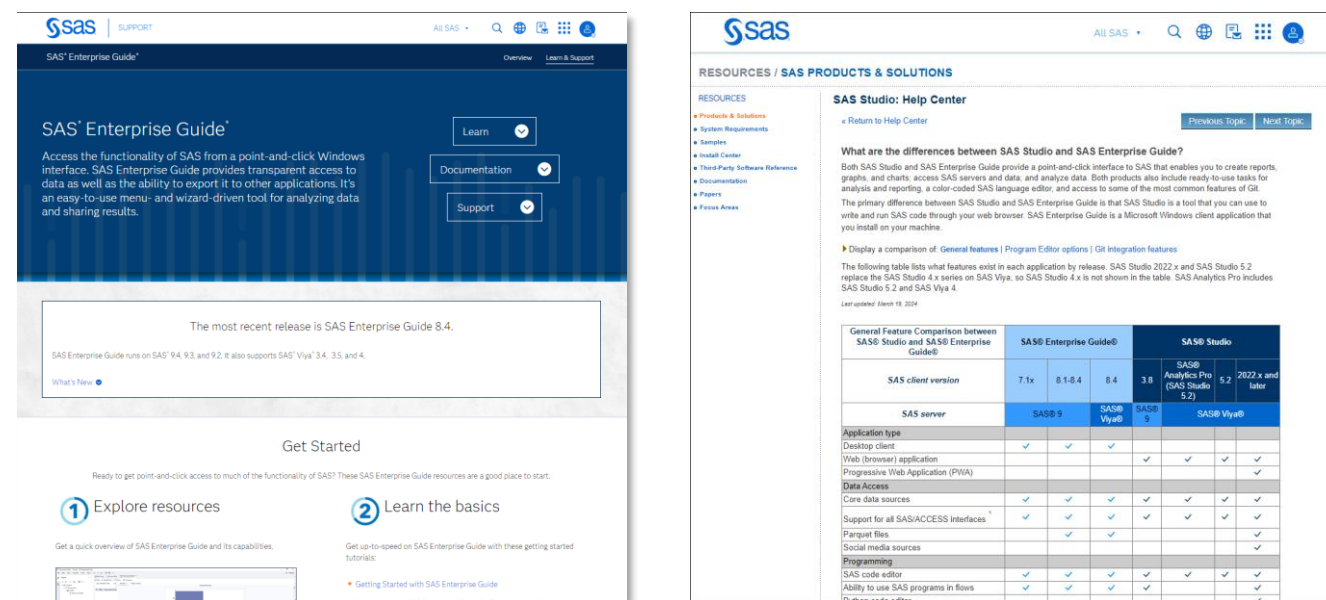 sas SUPPORT All SAS
SAS® Enterprise Guide® Overview Learn & Support
SAS® Enterprise Guide®
Access the functionality of SAS from a point-and-click Windows
interface. SAS Enterprise Guide provides transparent access to
data as well as the ability to export it to other applications. It's
an easy-to-use menu- and wizard-driven tool for analyzing data
and sharing results.
Learn
Documentation
Support
The most recent release is SAS Enterprise Guide 8.4.
SAS Enterprise Guide runs on SAS® 9.4, 9.3, and 9.2. It also supports SAS® Viya® 3.4, 3.5, and 4.
What's New
Get Started
Ready to get point-and-click access to much of the functionality of SAS? These SAS Enterprise Guide resources are a good place to start.
1 Explore resources
Get a quick overview of SAS Enterprise Guide and its capabilities.
2 Learn the basics
Get up-to-speed on SAS Enterprise Guide with these getting started
tutorials:
Getting Started with SAS Enterprise Guide
sas All SAS
RESOURCES / SAS PRODUCTS & SOLUTIONS
RESOURCES
Products & Solutions
System Requirements
Samples
Install Center
Third-Party Software Reference
Documentation
Papers
Focus Areas
SAS Studio: Help Center
« Return to Help Center Previous Topic Next Topic
What are the differences between SAS Studio and SAS Enterprise Guide?
Both SAS Studio and SAS Enterprise Guide provide a point-and-click interface to SAS that enables you to create reports,
graphs, and charts; access SAS servers and data; and analyze data. Both products also include ready-to-use tasks for
analysis and reporting, a color-coded SAS language editor, and access to some of the most common features of Git.
The primary difference between SAS Studio and SAS Enterprise Guide is that SAS Studio is a tool that you can use to
write and run SAS code through your web browser. SAS Enterprise Guide is a Microsoft Windows client application that
you install on your machine.
Display a comparison of: General features | Program Editor options | Git integration features
The following table lists what features exist in each application by release. SAS Studio 2022.x and SAS Studio 5.2
replace the SAS Studio 4.x series on SAS Viya, so SAS Studio 4.x is not shown in the table. SAS Analytics Pro includes
SAS Studio 5.2 and SAS Viya 4.
Last updated: March 19, 2024
General Feature Comparison between
SAS® Studio and SAS® Enterprise
Guide®
SAS® Enterprise Guide® SAS® Studio
SAS client version 7.1x 8.1-8.4 8.4 3.8 SAS® Analytics Pro (SAS Studio 5.2) 5.2 2022.x and later
SAS server SAS® 9 SAS® Viya® SAS® 9 SAS® Viya®
Application type
Desktop client ✓ ✓ ✓
Web (browser) application ✓ ✓ ✓ ✓
Progressive Web Application (PWA) ✓
Data Access
Core data sources ✓ ✓ ✓ ✓ ✓ ✓ ✓
Support for all SAS/ACCESS interfaces ✓ ✓ ✓ ✓ ✓ ✓ ✓
Parquet files ✓ ✓ ✓
Social media sources ✓
Programming
SAS code editor ✓ ✓ ✓ ✓ ✓ ✓ ✓
Ability to use SAS programs in flows ✓ ✓ ✓ ✓ ✓
Python code editor ✓